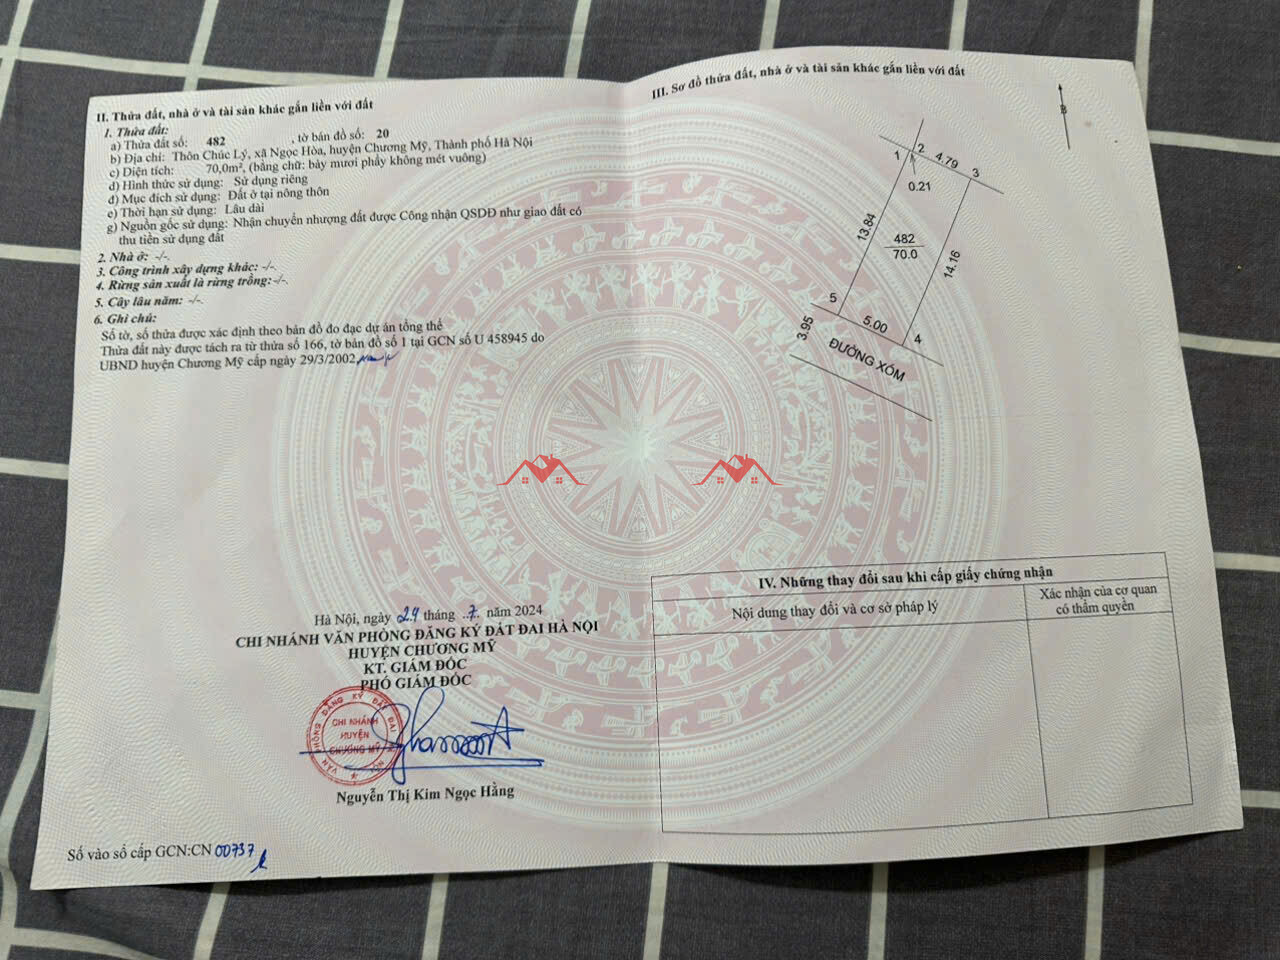 II. Thửa đất, nhà ở và tài sản khác gắn liền với đất
1. Thửa đất:
a) Thửa đất số: 482 , tờ bản đồ số: 20
b) Địa chỉ: Thôn Chúc Lý, xã Ngọc Hòa, huyện Chương Mỹ, Thành phố Hà Nội
c) Diện tích: 70,0m², (bằng chữ: bảy mươi phẩy không mét vuông)
d) Hình thức sử dụng: Sử dụng riêng
đ) Mục đích sử dụng: Đất ở tại nông thôn
e) Thời hạn sử dụng: Lâu dài
g) Nguồn gốc sử dụng: Nhận chuyển nhượng đất được Công nhận QSDĐ như giao đất có
thu tiền sử dụng đất
2. Nhà ở: -/-.
3. Công trình xây dựng khác: -/-.
4. Rừng sản xuất là rừng trồng: -/-.
5. Cây lâu năm: -/-.
6. Ghi chú:
Số tờ, số thửa được xác định theo bản đồ đo đạc dự án tổng thể
Thửa đất này được tách ra từ thửa số 166, tờ bản đồ số 1 tại GCN số U 458945 do
UBND huyện Chương Mỹ cấp ngày 29/3/2002
Hà Nội, ngày 24 tháng .7. năm 2024
CHI NHÁNH VĂN PHÒNG ĐĂNG KÝ ĐẤT ĐAI HÀ NỘI
HUYỆN CHƯƠNG MỸ
KT. GIÁM ĐỐC
PHÓ GIÁM ĐỐC
VĂN PHÒNG ĐĂNG KÝ ĐẤT ĐAI HÀ NỘI
CHI NHÁNH
HUYỆN
CHƯƠNG MỸ
Nguyễn Thị Kim Ngọc Hằng
Số vào sổ cấp GCN:CN 00737
III. Sơ đồ thửa đất, nhà ở và tài sản khác gắn liền với đất
B
1
2
4.79
3
0.21
13.84
482
70.0
14.16
5
5.00
4
3.95
ĐƯỜNG XÓM
IV. Những thay đổi sau khi cấp giấy chứng nhận
Nội dung thay đổi và cơ sở pháp lý
Xác nhận của cơ quan
có thẩm quyền